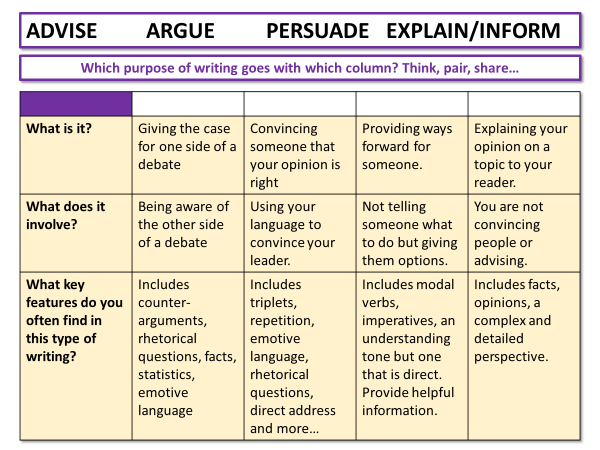 ADVISE ARGUE PERSUADE EXPLAIN/INFORM
Which purpose of writing goes with which column? Think, pair, share…
What is it?
Giving the case
for one side of a
debate
Convincing
someone that
your opinion is
right
Providing ways
forward for
someone.
Explaining your
opinion on a
topic to your
reader.
What does it
involve?
Being aware of
the other side
of a debate
Using your
language to
convince your
leader.
Not telling
someone what
to do but giving
them options.
You are not
convincing
people or
advising.
What key
features do you
often find in
this type of
writing?
Includes
counter-
arguments,
rhetorical
questions, facts,
statistics,
emotive
language
Includes
triplets,
repetition,
emotive
language,
rhetorical
questions,
direct address
and more…
Includes modal
verbs,
imperatives, an
understanding
tone but one
that is direct.
Provide helpful
information.
Includes facts,
opinions, a
complex and
detailed
perspective.